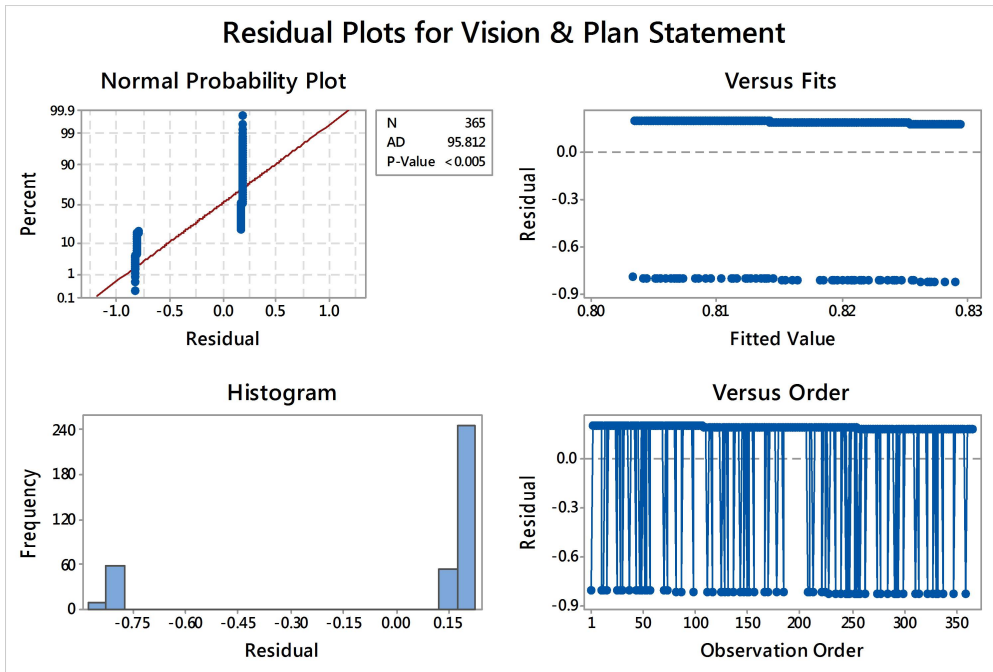 Residual Plots for Vision & Plan Statement
Normal Probability Plot
99.9
99
90
50
10
1
0.1
Percent
-1.0 -0.5 0.0 0.5 1.0
Residual
N 365
AD 95.812
P-Value <0.005
Versus Fits
0.0
-0.3
-0.6
-0.9
Residual
0.80 0.81 0.82 0.83
Fitted Value
Histogram
240
180
120
60
0
Frequency
-0.75 -0.60 -0.45 -0.30 -0.15 0.00 0.15
Residual
Versus Order
0.0
-0.3
-0.6
-0.9
Residual
1 50 100 150 200 250 300 350
Observation Order